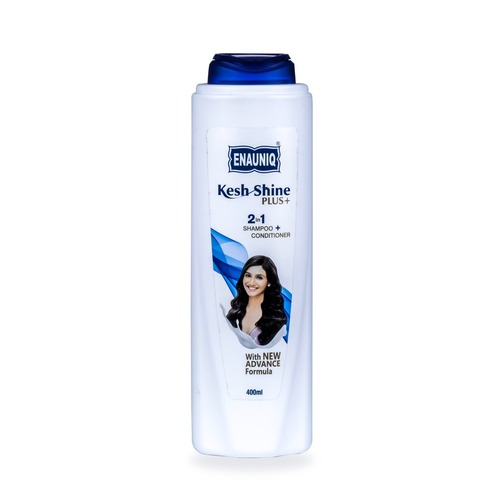 ENAUNIQ®
Kesh Shine
PLUS+
2in1
SHAMPOO +
CONDITIONER
With NEW
ADVANCE
Formula
400ml